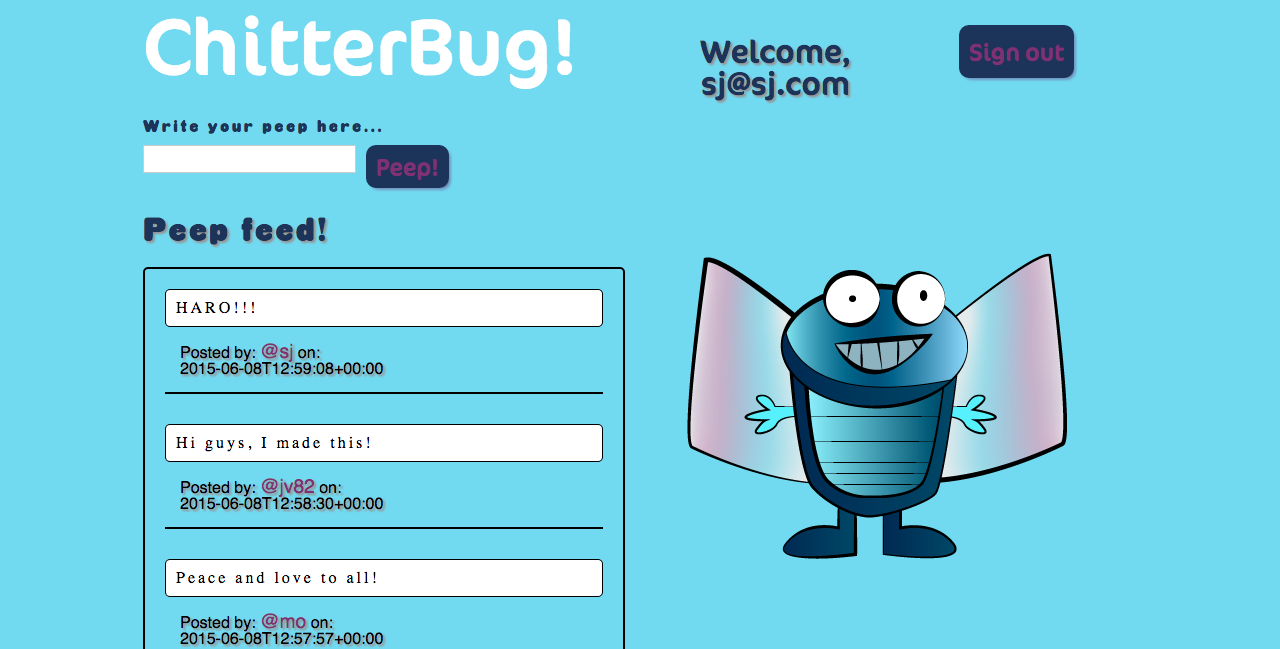 ChitterBug!
Welcome,
sj@sj.com
Sign out
Write your peep here...
Peep!
Peep feed!
HARO!!!
Posted by: @sj on:
2015-06-08T12:59:08+00:00
Hi guys, I made this!
Posted by: @jv82 on:
2015-06-08T12:58:30+00:00
Peace and love to all!
Posted by: @mo on:
2015-06-08T12:57:57+00:00